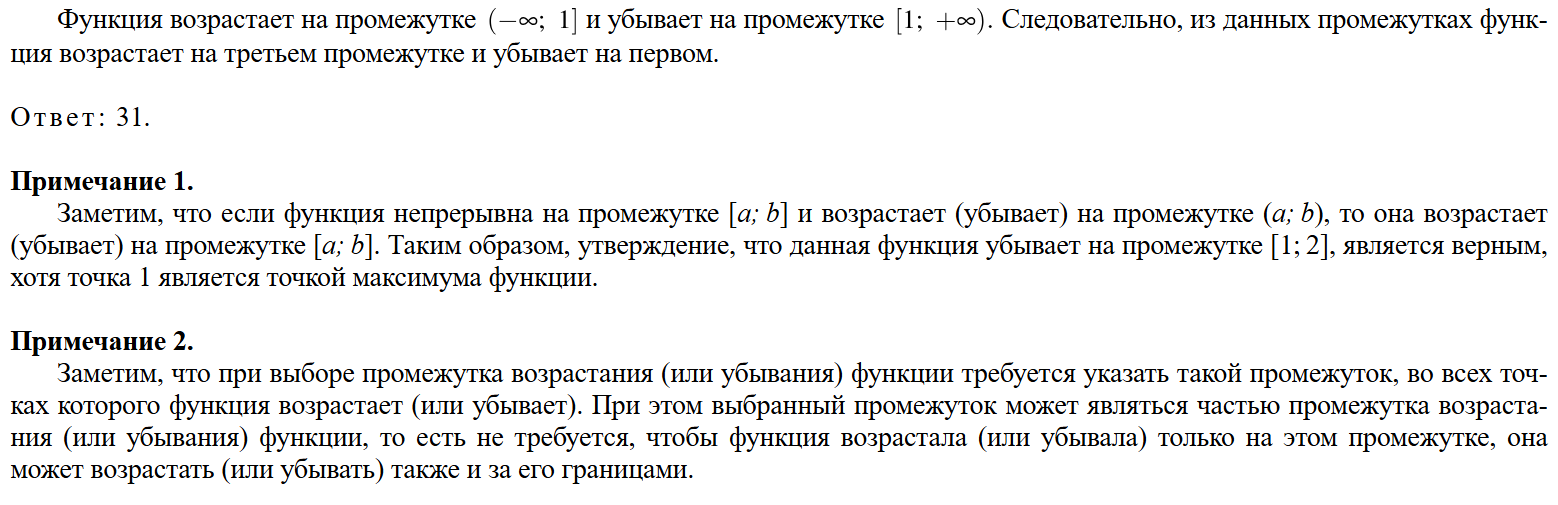 Функция возрастает на промежутке (−∞; 1] и убывает на промежутке [1; +∞). Следовательно, из данных промежутках функ-
ция возрастает на третьем промежутке и убывает на первом.
Ответ: 31.
Примечание 1.
Заметим, что если функция непрерывна на промежутке [a; b] и возрастает (убывает) на промежутке (a; b), то она возрастает
(убывает) на промежутке [a; b]. Таким образом, утверждение, что данная функция убывает на промежутке [1; 2], является верным,
хотя точка 1 является точкой максимума функции.
Примечание 2.
Заметим, что при выборе промежутка возрастания (или убывания) функции требуется указать такой промежуток, во всех точ-
ках которого функция возрастает (или убывает). При этом выбранный промежуток может являться частью промежутка возраста-
ния (или убывания) функции, то есть не требуется, чтобы функция возрастала (или убывала) только на этом промежутке, она
может возрастать (или убывать) также и за его границами.